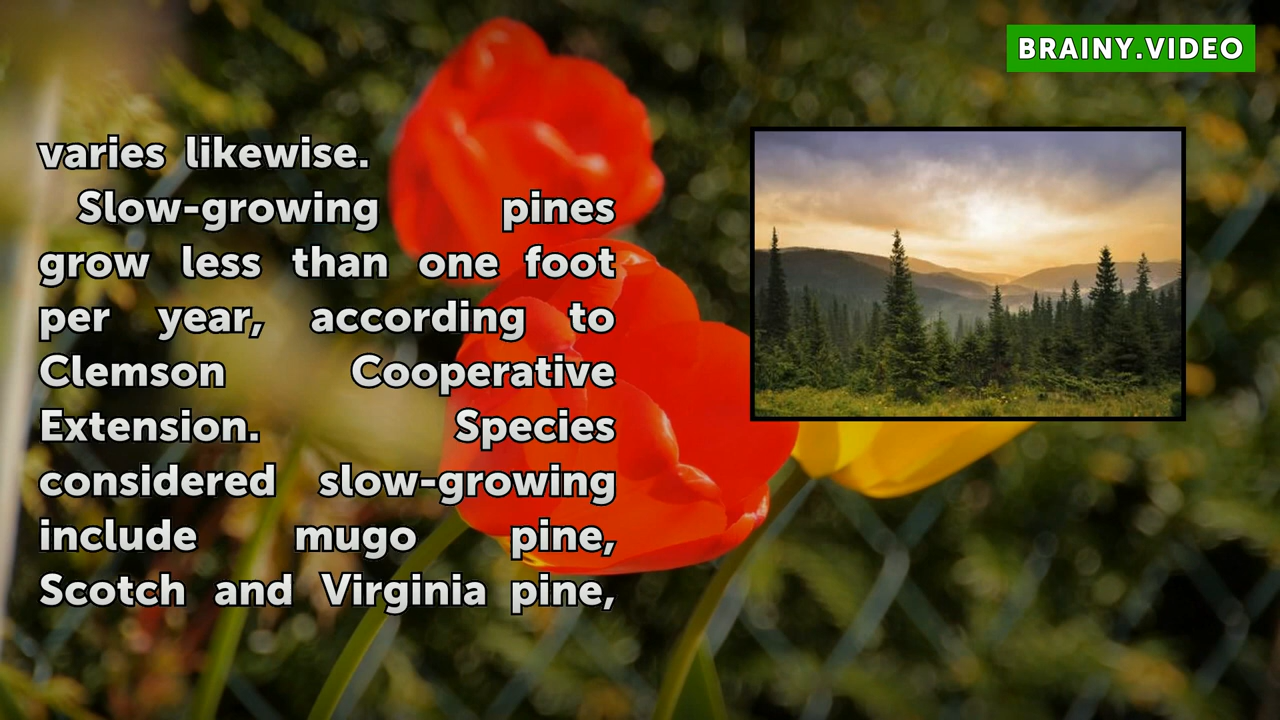 BRAINY.VIDEO
varies likewise.
Slow-growing pines
grow less than one foot
per year, according to
Clemson Cooperative
Extension. Species
considered slow-growing
include mugo pine,
Scotch and Virginia pine,